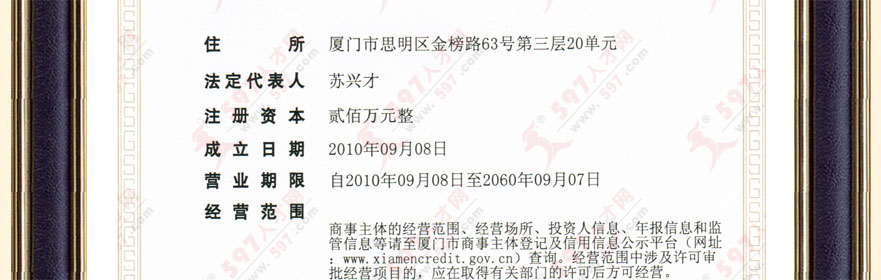 住所 厦门市思明区金榜路63号第三层20单元
法定代表人 苏兴才
注册资本 贰佰万元整
成立日期 2010年09月08日
营业期限 自2010年09月08日至2060年09月07日
经营范围
商事主体的经营范围、经营场所、投资人信息、年报信息和监
管信息等请至厦门市商事主体登记及信用信息公示平台（网址
：www.xiamencredit.gov.cn）查询。经营范围中涉及许可审
批经营项目的，应在取得有关部门的许可后方可经营。
597人才网
www.597.com